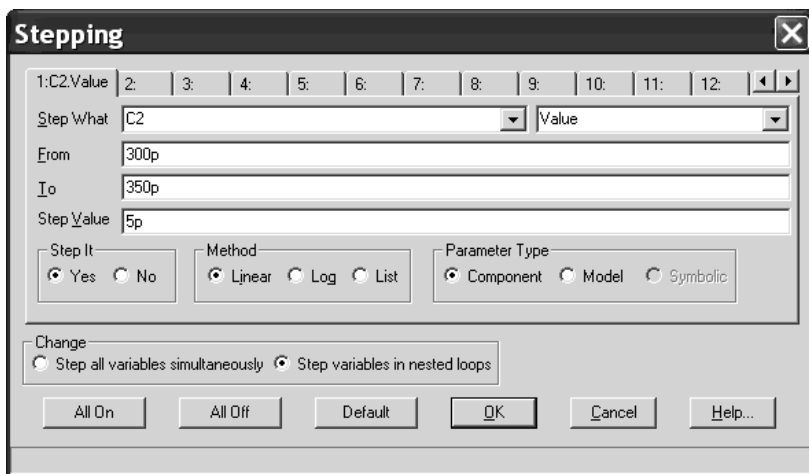 Stepping
1:C2.Value 2: 3: 4: 5: 6: 7: 8: 9: 10: 11: 12:
Step What C2 Value
From 300p
To 350p
Step Value 5p
Step It Method Parameter Type
Yes No Linear Log List Component Model Symbolic
Change
Step all variables simultaneously Step variables in nested loops
All On All Off Default OK Cancel Help...